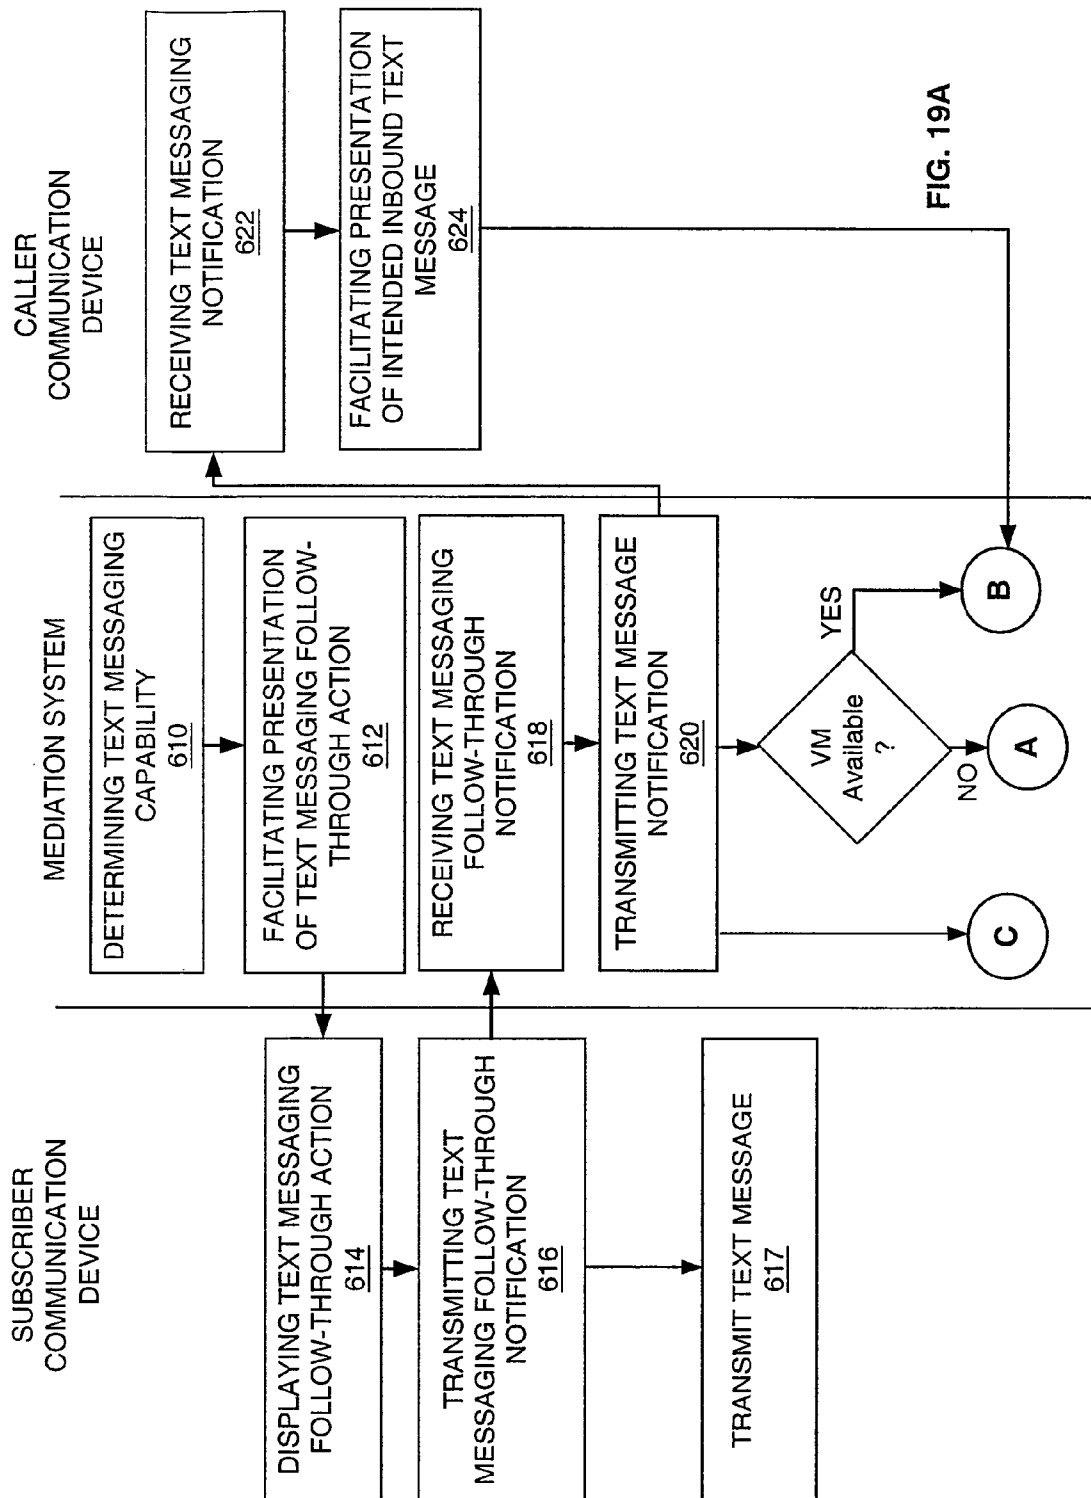 SUBSCRIBER
COMMUNICATION
DEVICE
DISPLAYING TEXT MESSAGING
FOLLOW-THROUGH ACTION
614
TRANSMITTING TEXT
MESSAGING FOLLOW-THROUGH
NOTIFICATION
616
TRANSMIT TEXT MESSAGE
617
MEDIATION SYSTEM
DETERMINING TEXT MESSAGING
CAPABILITY
610
FACILITATING PRESENTATION
OF TEXT MESSAGING FOLLOW-
THROUGH ACTION
612
RECEIVING TEXT MESSAGING
FOLLOW-THROUGH
NOTIFICATION
618
TRANSMITTING TEXT MESSAGE
NOTIFICATION
620
VM
Available
?
YES
NO
C
A
B
CALLER
COMMUNICATION
DEVICE
RECEIVING TEXT MESSAGING
NOTIFICATION
622
FACILITATING PRESENTATION
OF INTENDED INBOUND TEXT
MESSAGE
624
FIG. 19A